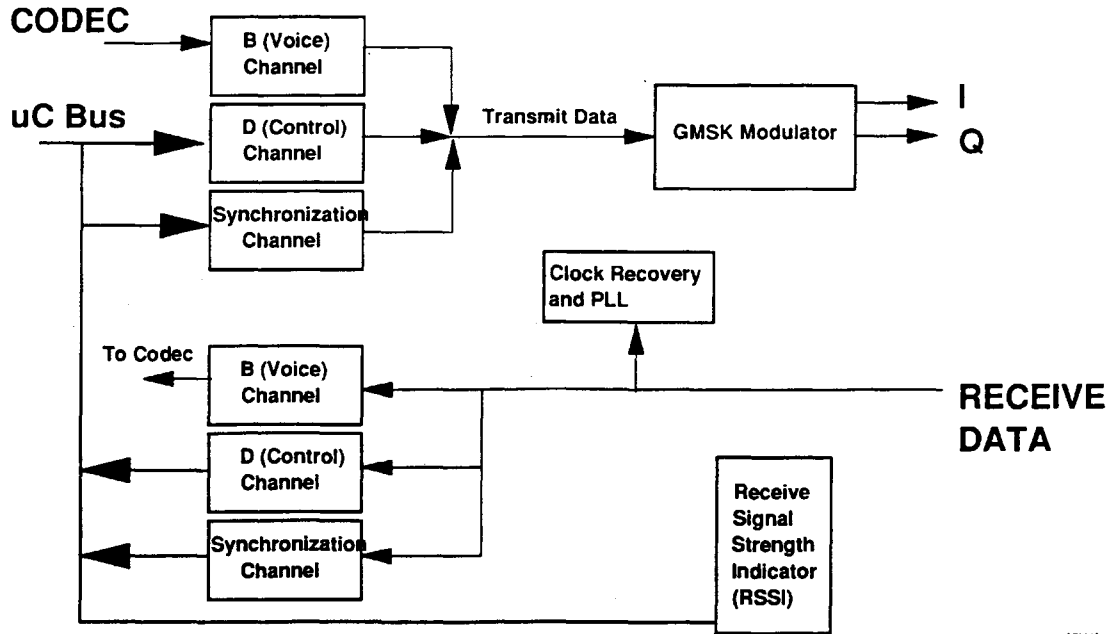 CODEC
B (Voice)
Channel
uC Bus
D (Control)
Channel
Synchronization
Channel
Transmit Data
GMSK Modulator
I
Q
Clock Recovery
and PLL
To Codec
B (Voice)
Channel
D (Control)
Channel
Synchronization
Channel
RECEIVE
DATA
Receive
Signal
Strength
Indicator
(RSSI)